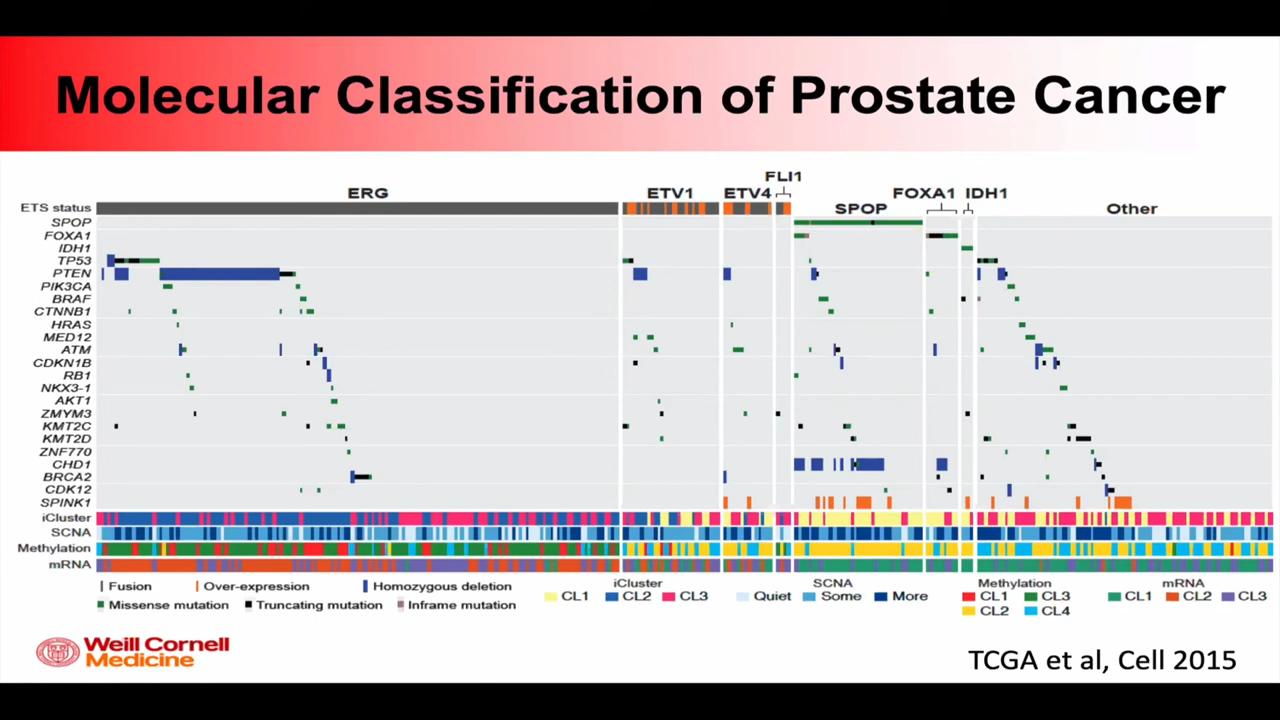 Molecular Classification of Prostate Cancer
FLI1
ERG ETV1 ETV4 FOXA1 IDH1
SPOP Other
ETS status
SPOP
FOXA1
IDH1
TP53
PTEN
PIK3CA
BRAF
CTNNB1
HRAS
MED12
ATM
CDKN1B
RB1
NKX3-1
AKT1
ZMYM3
KMT2C
KMT2D
ZNF770
CHD1
BRCA2
CDK12
SPINK1
iCluster
SCNA
Methylation
mRNA
Fusion Over-expression Homozygous deletion iCluster SCNA Methylation mRNA
Missense mutation Truncating mutation Inframe mutation CL1 CL2 CL3 Quiet Some More CL1 CL3 CL1 CL2 CL3
CL2 CL4
Weill Cornell
Medicine
TCGA et al, Cell 2015